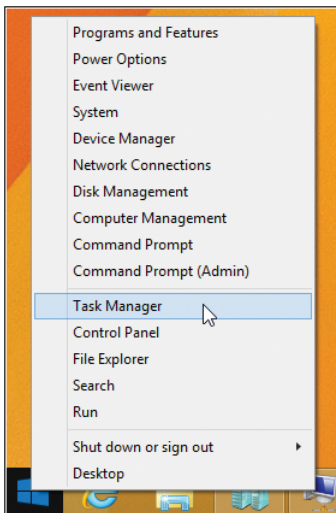 Programs and Features
Power Options
Event Viewer
System
Device Manager
Network Connections
Disk Management
Computer Management
Command Prompt
Command Prompt (Admin)
Task Manager
Control Panel
File Explorer
Search
Run
Shut down or sign out
Desktop